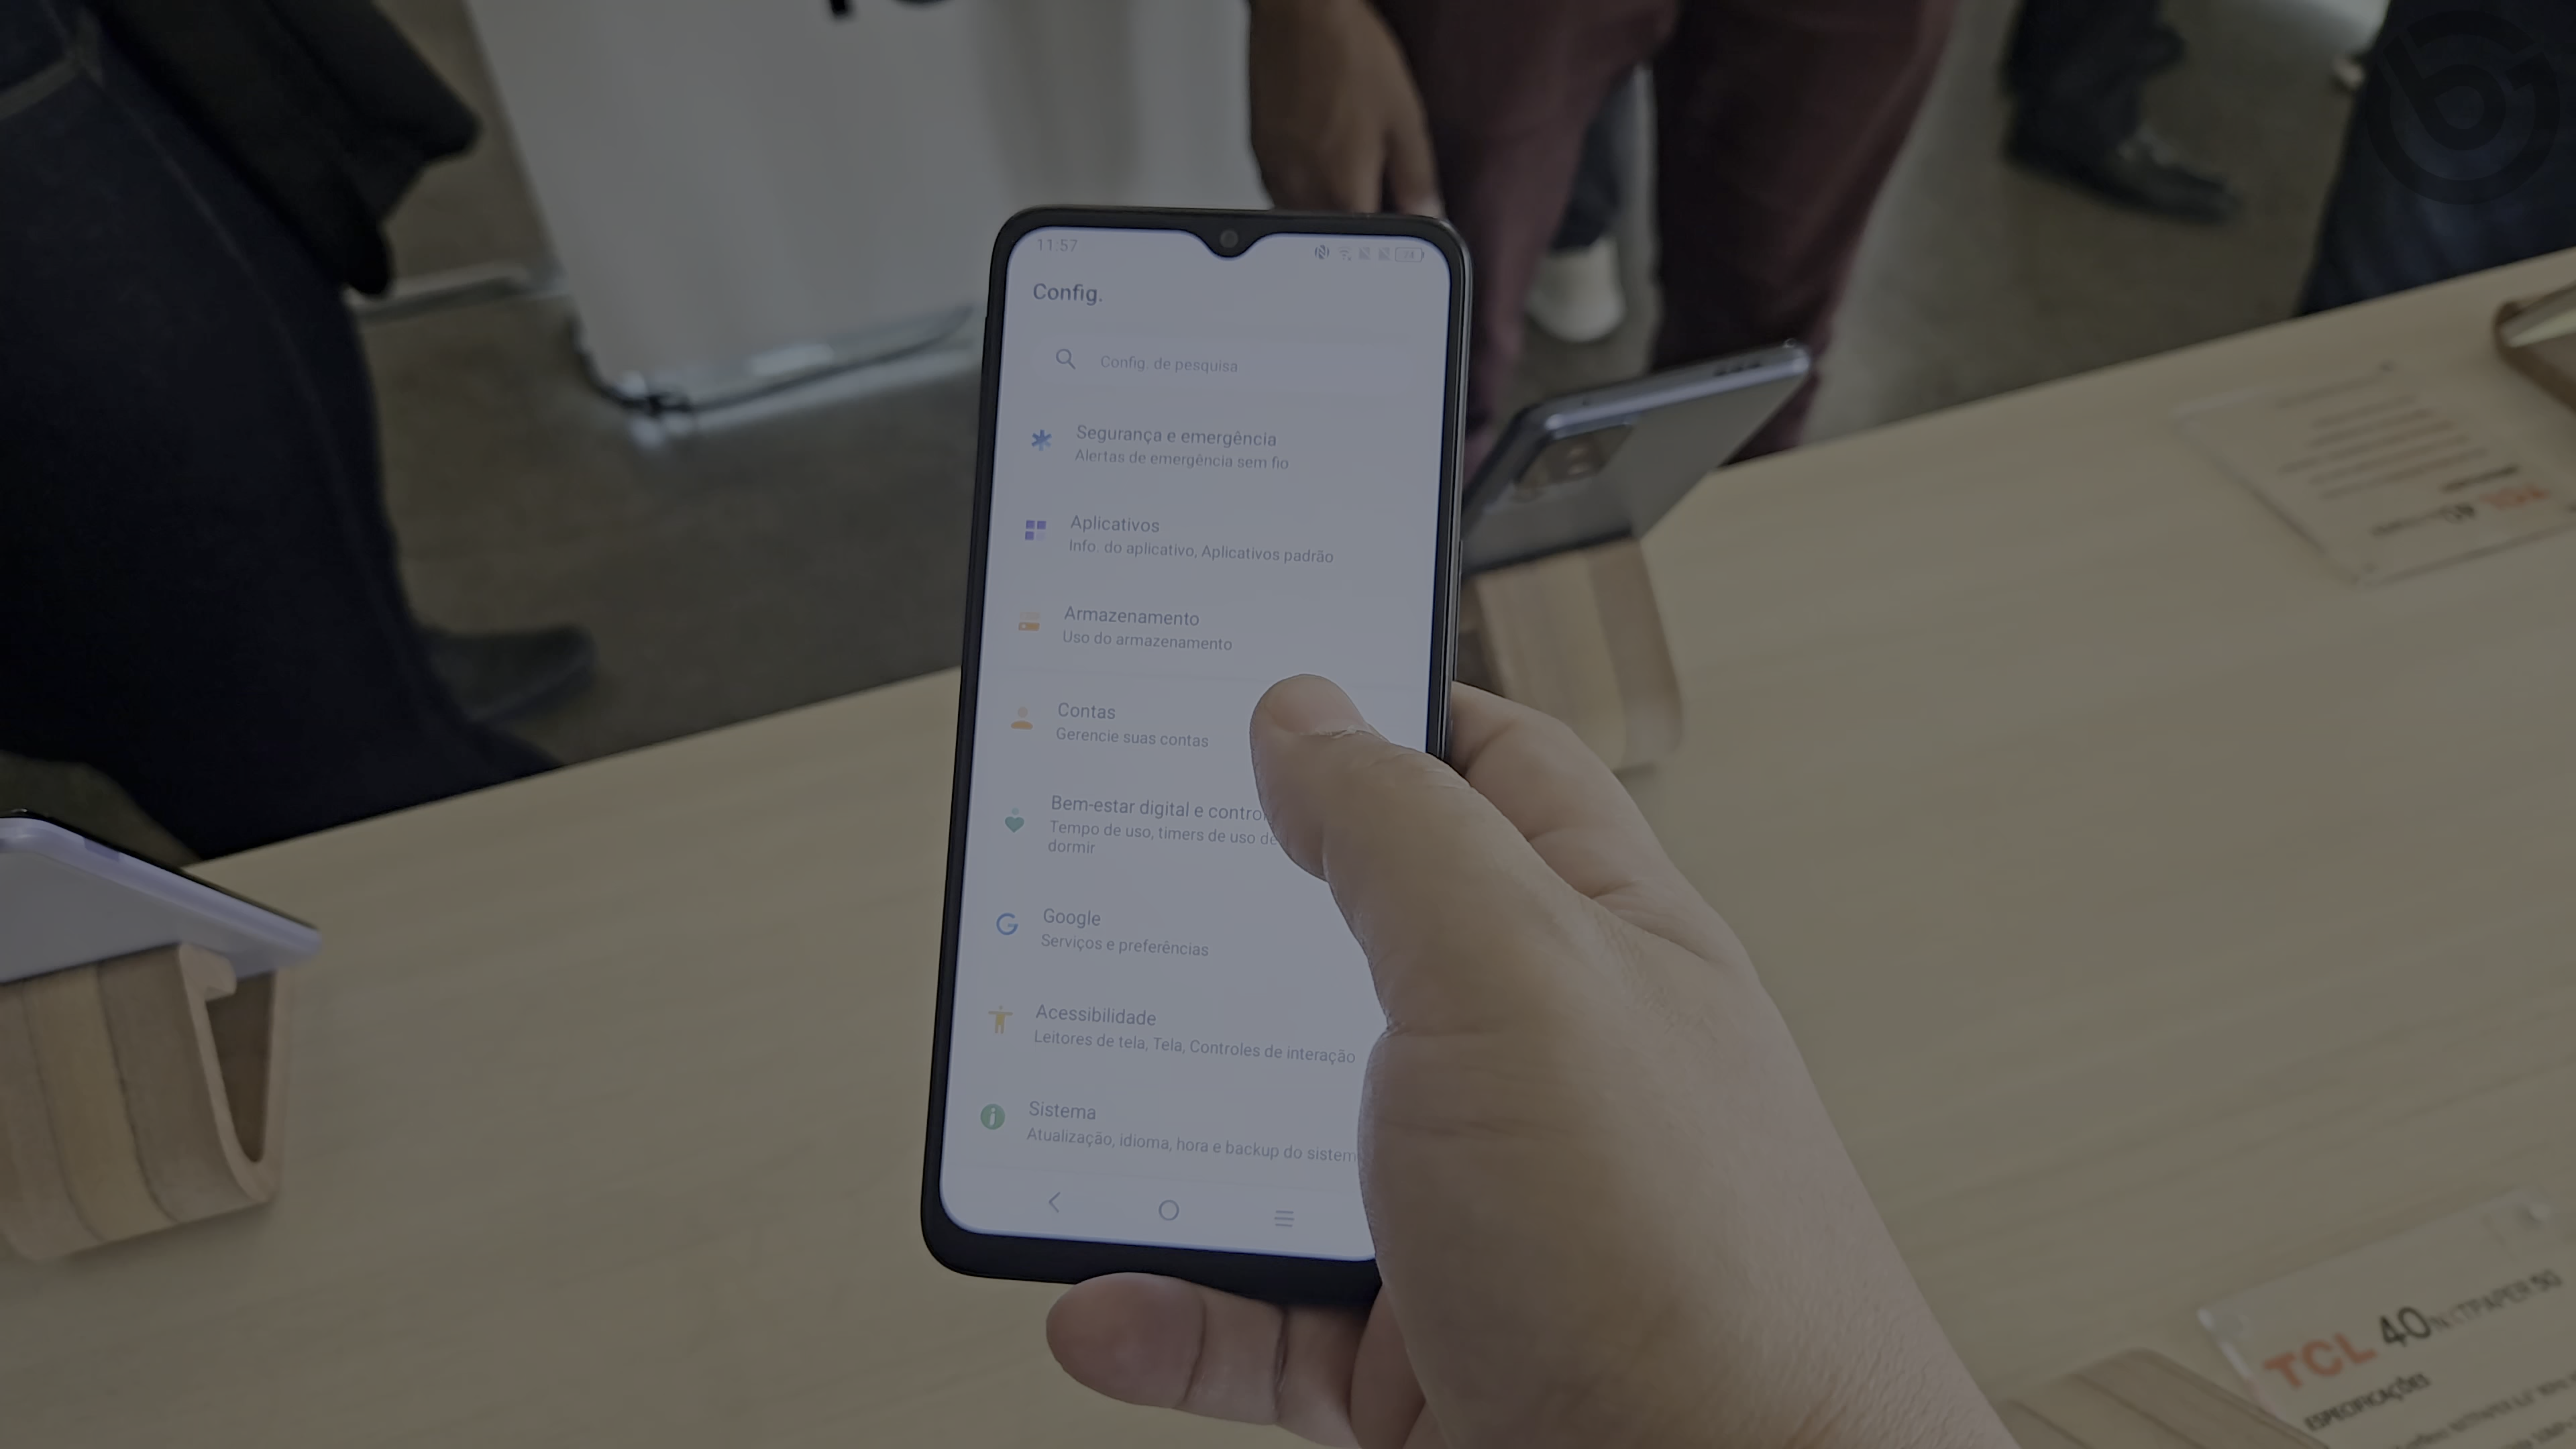 11:57
Config.
Config. de pesquisa
Segurança e emergência
Alertas de emergência sem fio
Aplicativos
Info. do aplicativo, Aplicativos padrão
Armazenamento
Uso do armazenamento
Contas
Gerencie suas contas
Bem-estar digital e contro
Tempo de uso, timers de uso de
dormir
Google
Serviços e preferências
Acessibilidade
Leitores de tela, Tela, Controles de interação
Sistema
Atualização, idioma, hora e backup do sistem
TCL 40 NXTPAPER 5G
ESPECIFICAÇÕES